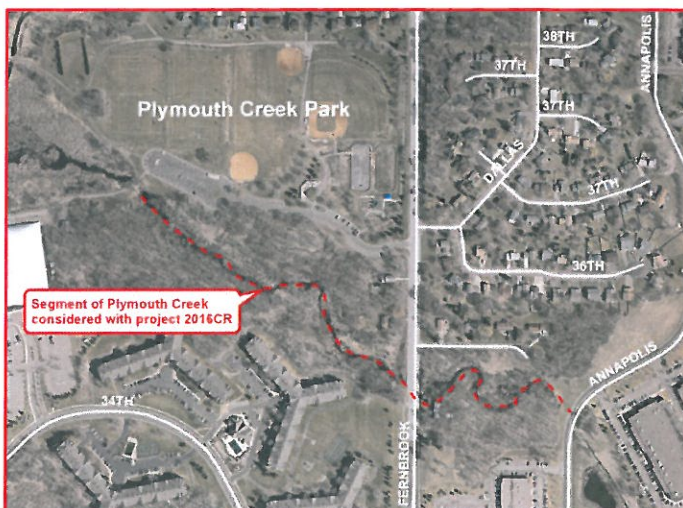 38TH
37TH
ANNAPOLIS
Plymouth Creek Park
37TH
DALLAS
37TH
36TH
Segment of Plymouth Creek
considered with project 2016CR
ANNAPOLIS
34TH
FERNBROOK